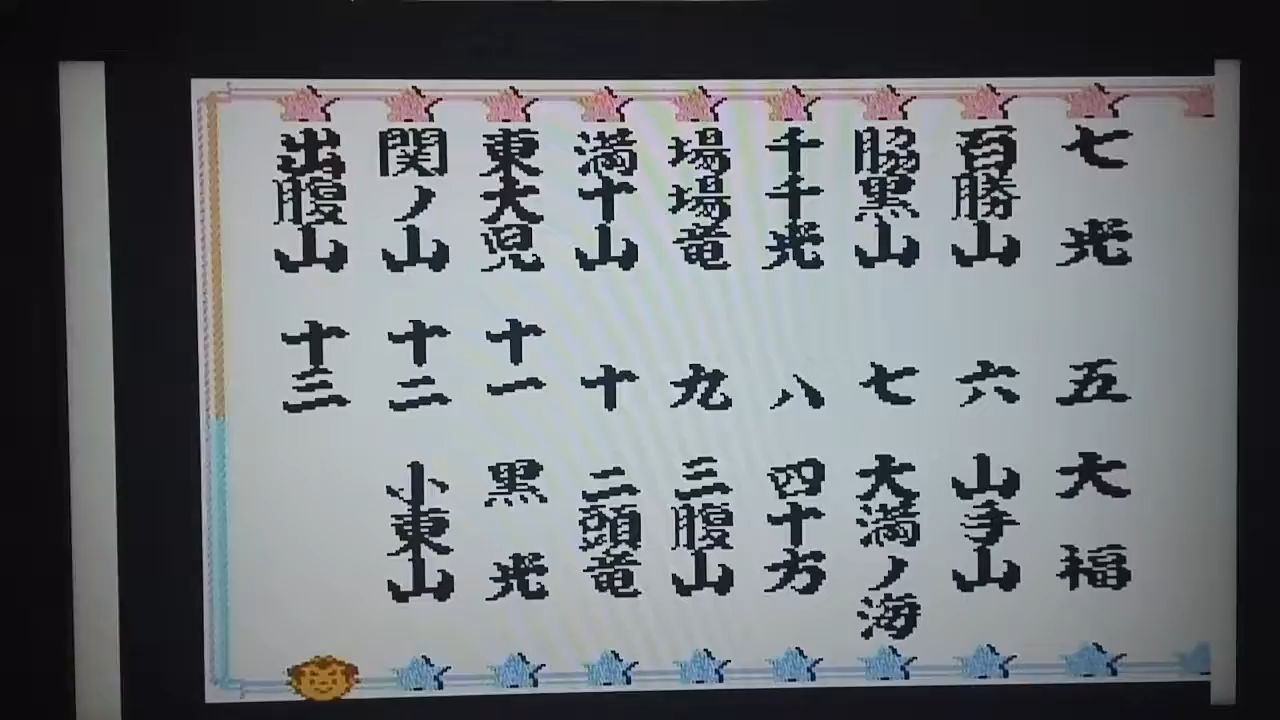 七光 五 大福
百勝山 六 山手山
脇黒山 七 大満ノ海
千千光 八 四十方
場場竜 九 三腹山
満十山 十 二頭竜
東大児 十一 黒光
関ノ山 十二 小東山
出腹山 十三